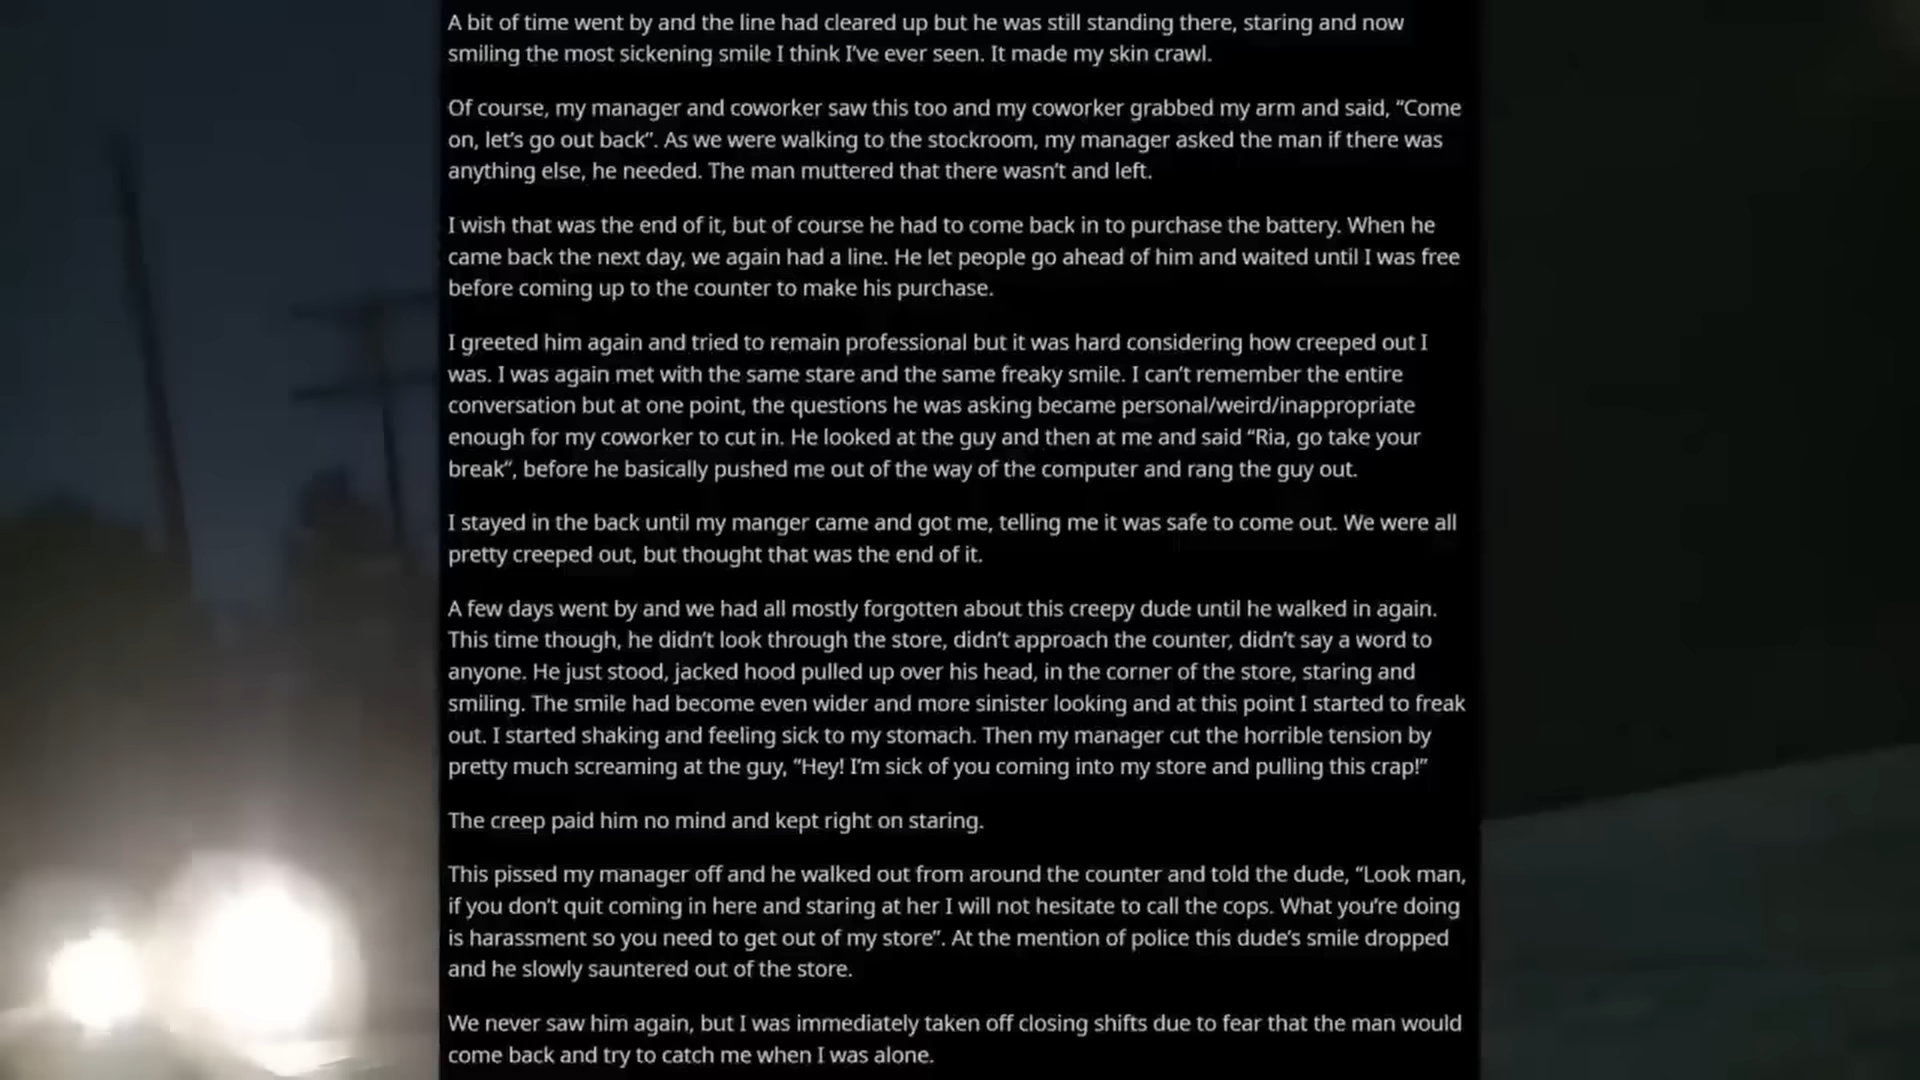 A bit of time went by and the line had cleared up but he was still standing there, staring and now
smiling the most sickening smile I think I've ever seen. It made my skin crawl.
Of course, my manager and coworker saw this too and my coworker grabbed my arm and said, “Come
on, let's go out back”. As we were walking to the stockroom, my manager asked the man if there was
anything else, he needed. The man muttered that there wasn't and left.
I wish that was the end of it, but of course he had to come back in to purchase the battery. When he
came back the next day, we again had a line. He let people go ahead of him and waited until I was free
before coming up to the counter to make his purchase.
I greeted him again and tried to remain professional but it was hard considering how creeped out I
was. I was again met with the same stare and the same freaky smile. I can't remember the entire
conversation but at one point, the questions he was asking became personal/weird/inappropriate
enough for my coworker to cut in. He looked at the guy and then at me and said “Ria, go take your
break”, before he basically pushed me out of the way of the computer and rang the guy out.
I stayed in the back until my manger came and got me, telling me it was safe to come out. We were all
pretty creeped out, but thought that was the end of it.
A few days went by and we had all mostly forgotten about this creepy dude until he walked in again.
This time though, he didn't look through the store, didn't approach the counter, didn't say a word to
anyone. He just stood, jacked hood pulled up over his head, in the corner of the store, staring and
smiling. The smile had become even wider and more sinister looking and at this point I started to freak
out. I started shaking and feeling sick to my stomach. Then my manager cut the horrible tension by
pretty much screaming at the guy, “Hey! I'm sick of you coming into my store and pulling this crap!”
The creep paid him no mind and kept right on staring.
This pissed my manager off and he walked out from around the counter and told the dude, “Look man,
if you don't quit coming in here and staring at her I will not hesitate to call the cops. What you're doing
is harassment so you need to get out of my store”. At the mention of police this dude's smile dropped
and he slowly sauntered out of the store.
We never saw him again, but I was immediately taken off closing shifts due to fear that the man would
come back and try to catch me when I was alone.